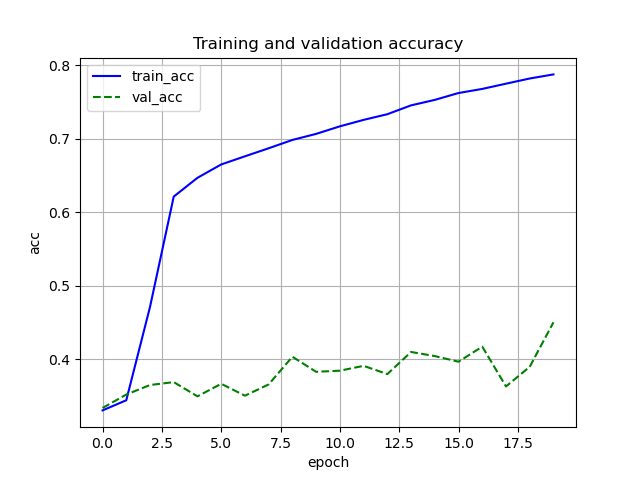 Training and validation accuracy
train_acc
val_acc
acc
0.8
0.7
0.6
0.5
0.4
0.0 2.5 5.0 7.5 10.0 12.5 15.0 17.5
epoch